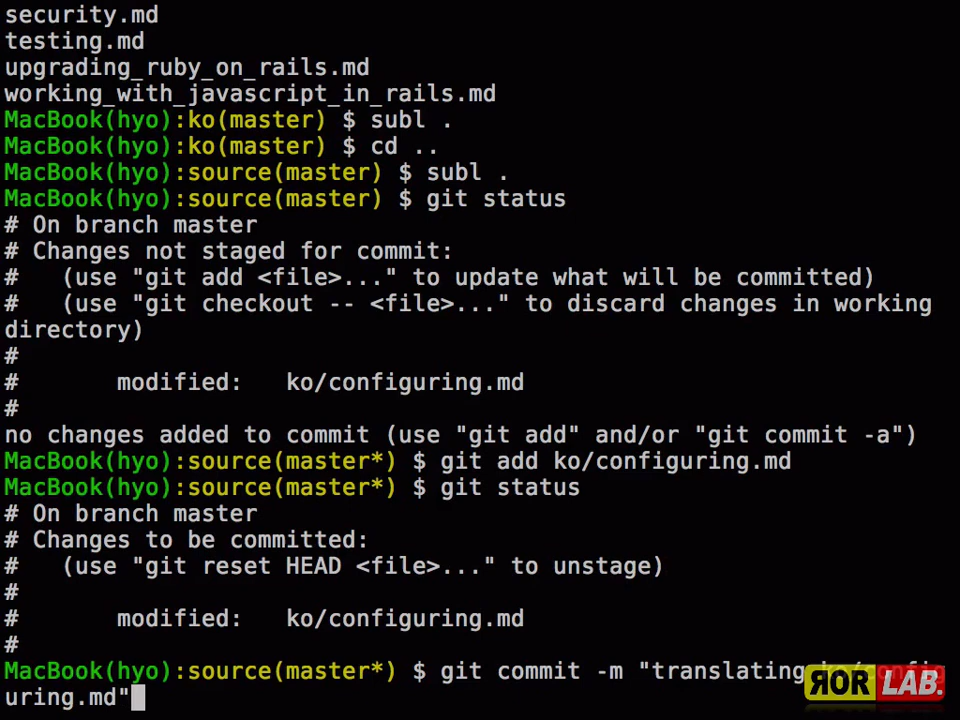 security.md
testing.md
upgrading_ruby_on_rails.md
working_with_javascript_in_rails.md
MacBook(hyo):ko(master) $ subl .
MacBook(hyo):ko(master) $ cd ..
MacBook(hyo):source(master) $ subl .
MacBook(hyo):source(master) $ git status
# On branch master
# Changes not staged for commit:
#   (use "git add <file>..." to update what will be committed)
#   (use "git checkout -- <file>..." to discard changes in working
directory)
#
#       modified:   ko/configuring.md
#
no changes added to commit (use "git add" and/or "git commit -a")
MacBook(hyo):source(master*) $ git add ko/configuring.md
MacBook(hyo):source(master*) $ git status
# On branch master
# Changes to be committed:
#   (use "git reset HEAD <file>..." to unstage)
#
#       modified:   ko/configuring.md
#
MacBook(hyo):source(master*) $ git commit -m "translating ko/config
uring.md"
ROR LAB.